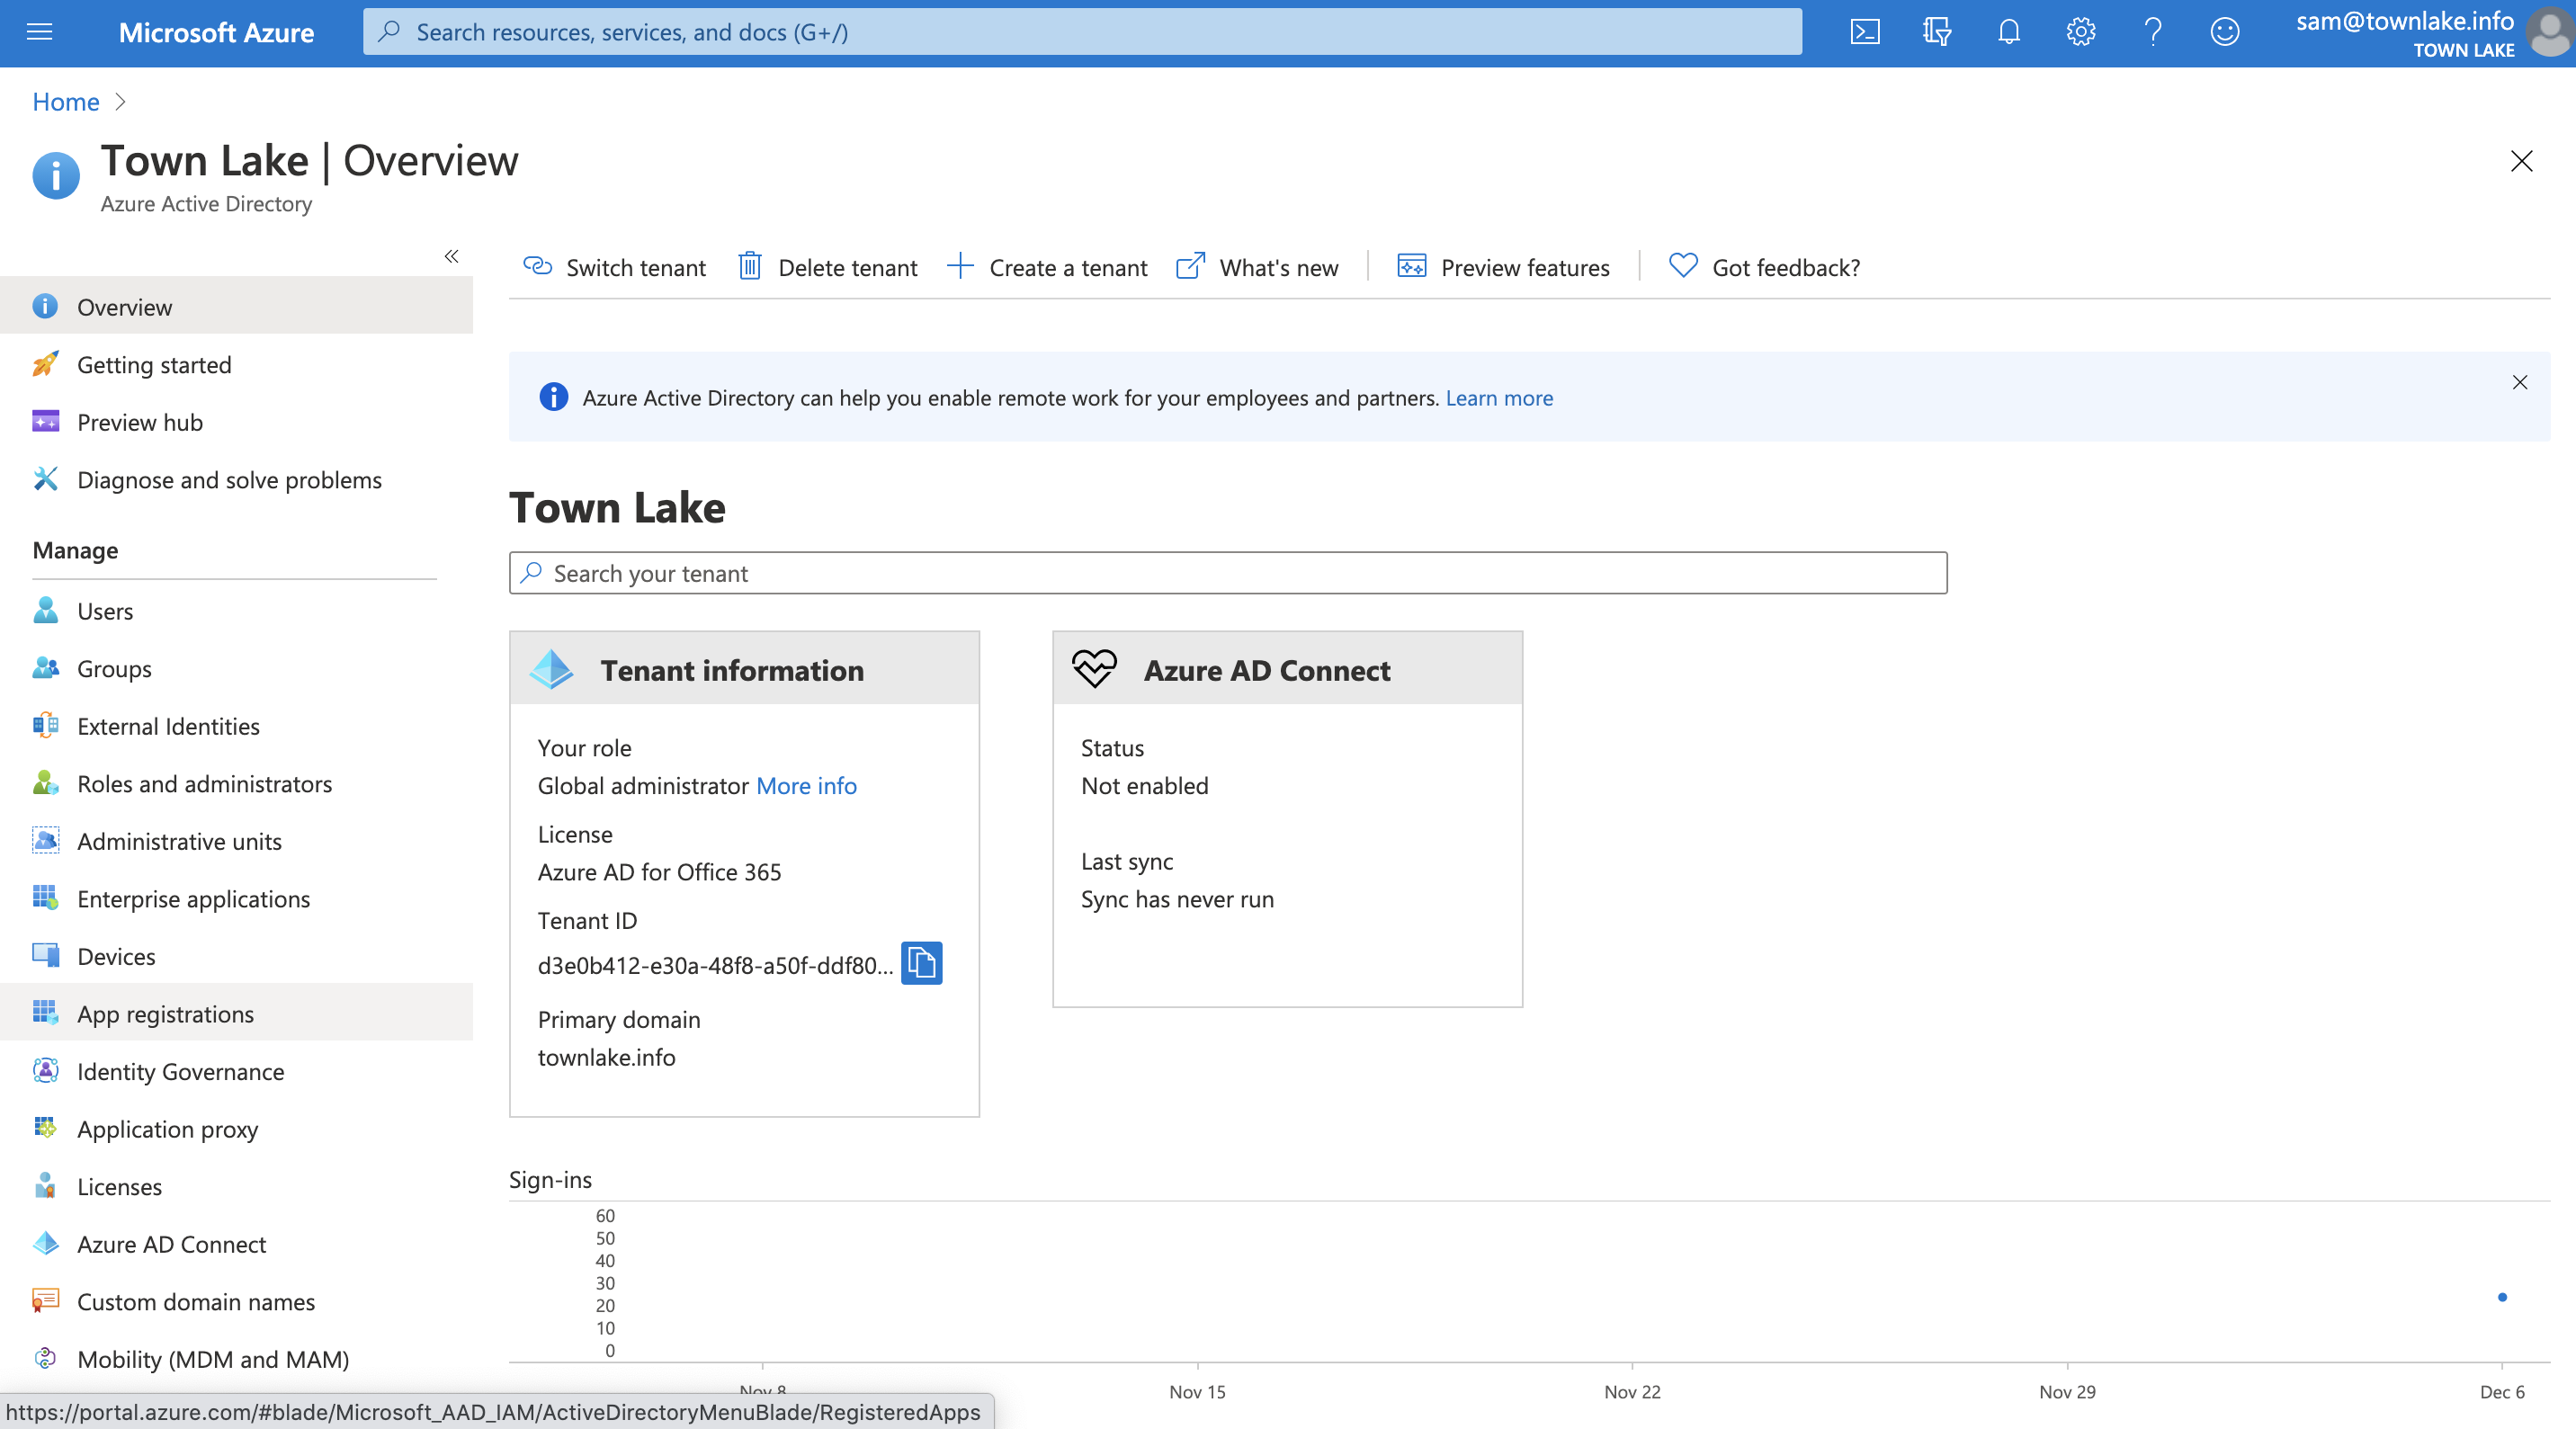 Microsoft Azure
Search resources, services, and docs (G+/)
sam@townlake.info
TOWN LAKE
Home
Town Lake | Overview
Azure Active Directory
Overview
Getting started
Preview hub
Diagnose and solve problems
Manage
Users
Groups
External Identities
Roles and administrators
Administrative units
Enterprise applications
Devices
App registrations
Identity Governance
Application proxy
Licenses
Azure AD Connect
Custom domain names
Mobility (MDM and MAM)
Switch tenant
Delete tenant
Create a tenant
What's new
Preview features
Got feedback?
Azure Active Directory can help you enable remote work for your employees and partners. Learn more
Town Lake
Search your tenant
Tenant information
Your role
Global administrator More info
License
Azure AD for Office 365
Tenant ID
d3e0b412-e30a-48f8-a50f-ddf80...
Primary domain
townlake.info
Azure AD Connect
Status
Not enabled
Last sync
Sync has never run
Sign-ins
60
50
40
30
20
10
0
Nov 8
Nov 15
Nov 22
Nov 29
Dec 6
https://portal.azure.com/#blade/Microsoft_AAD_IAM/ActiveDirectoryMenuBlade/RegisteredApps